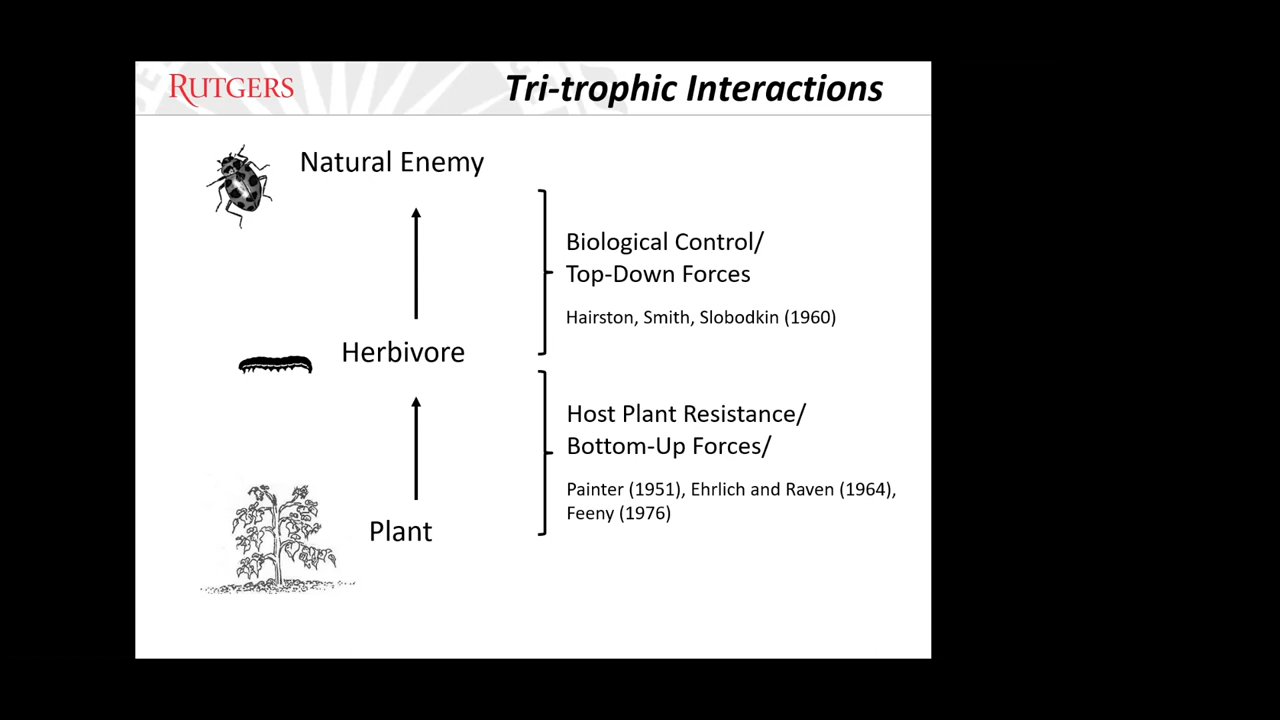 RUTGERS
Tri-trophic Interactions
Natural Enemy
Biological Control/
Top-Down Forces
Hairston, Smith, Slobodkin (1960)
Herbivore
Host Plant Resistance/
Bottom-Up Forces/
Painter (1951), Ehrlich and Raven (1964),
Feeny (1976)
Plant